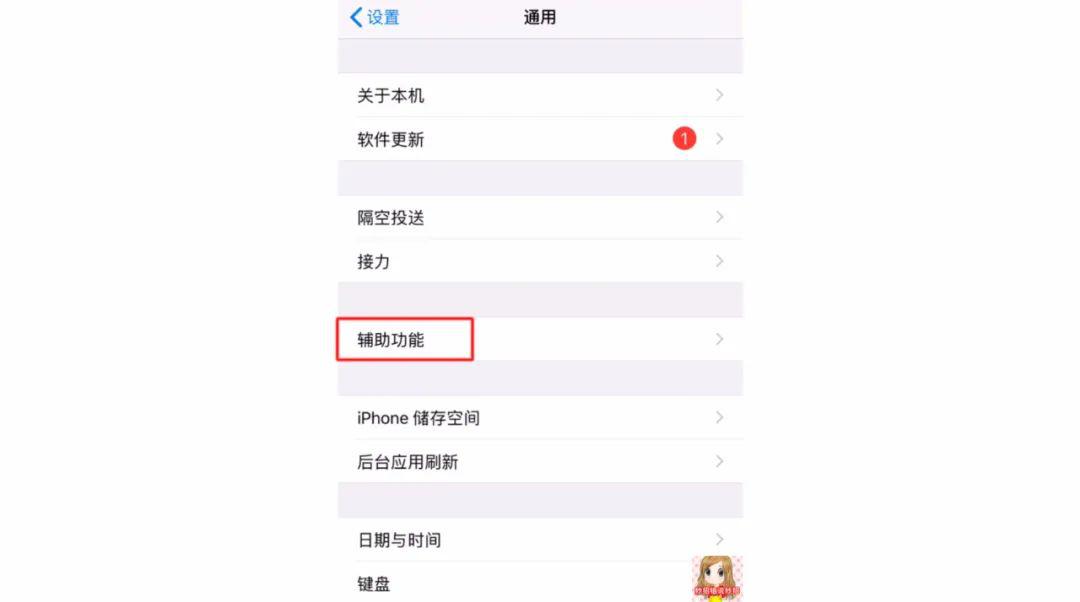 设置
通用
关于本机
软件更新
1
隔空投送
接力
辅助功能
iPhone 储存空间
后台应用刷新
日期与时间
键盘